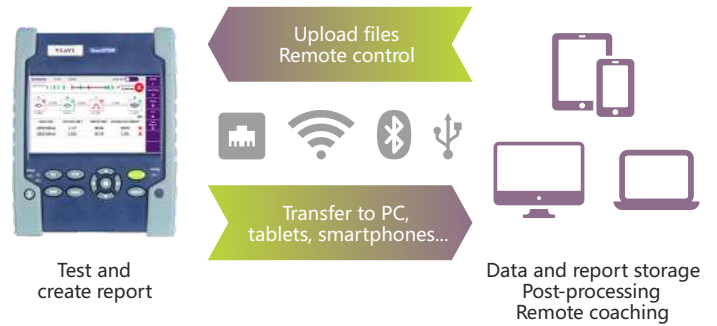 VIAVI
Upload files
Remote control
Transfer to PC,
tablets, smartphones...
Test and
create report
Data and report storage
Post-processing
Remote coaching